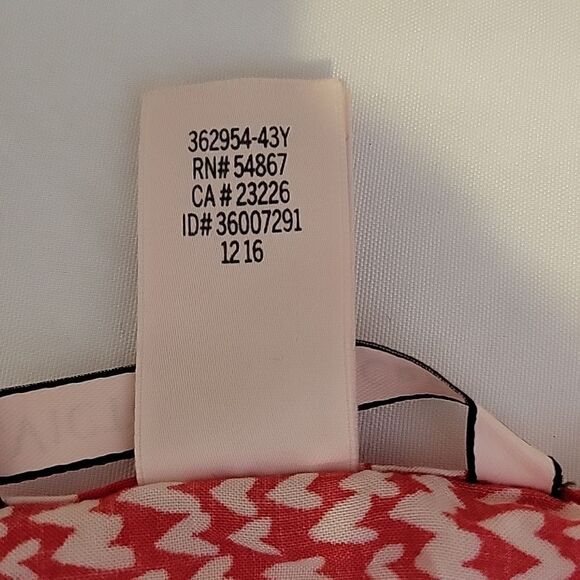 362954-43Y
RN# 54867
CA # 23226
ID# 36007291
12 16